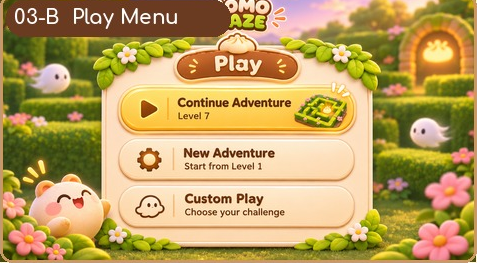 03-B Play Menu
OMO
AZE
Play
Continue Adventure
Level 7
New Adventure
Start from Level 1
Custom Play
Choose your challenge